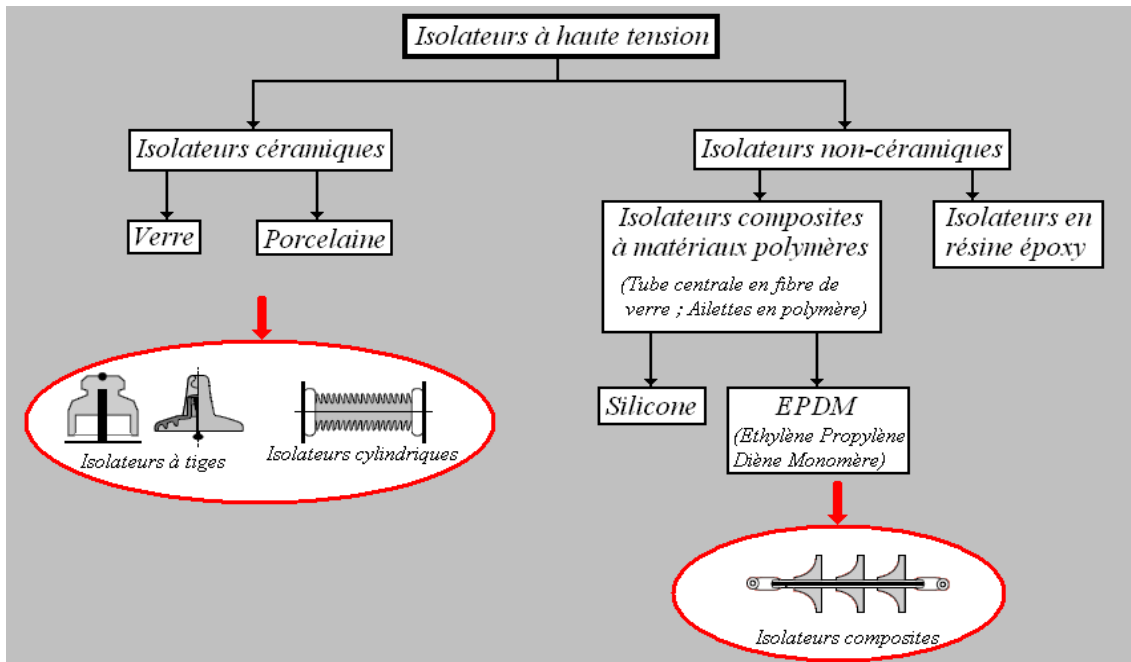 Isolateurs à haute tension
Isolateurs céramiques
Isolateurs non-céramiques
Verre
Porcelaine
Isolateurs composites
à matériaux polymères
(Tube centrale en fibre de
verre ; Ailettes en polymère)
Isolateurs en
résine époxy
Silicone
EPDM
(Ethylène Propylène
Diène Monomère)
Isolateurs à tiges
Isolateurs cylindriques
Isolateurs composites